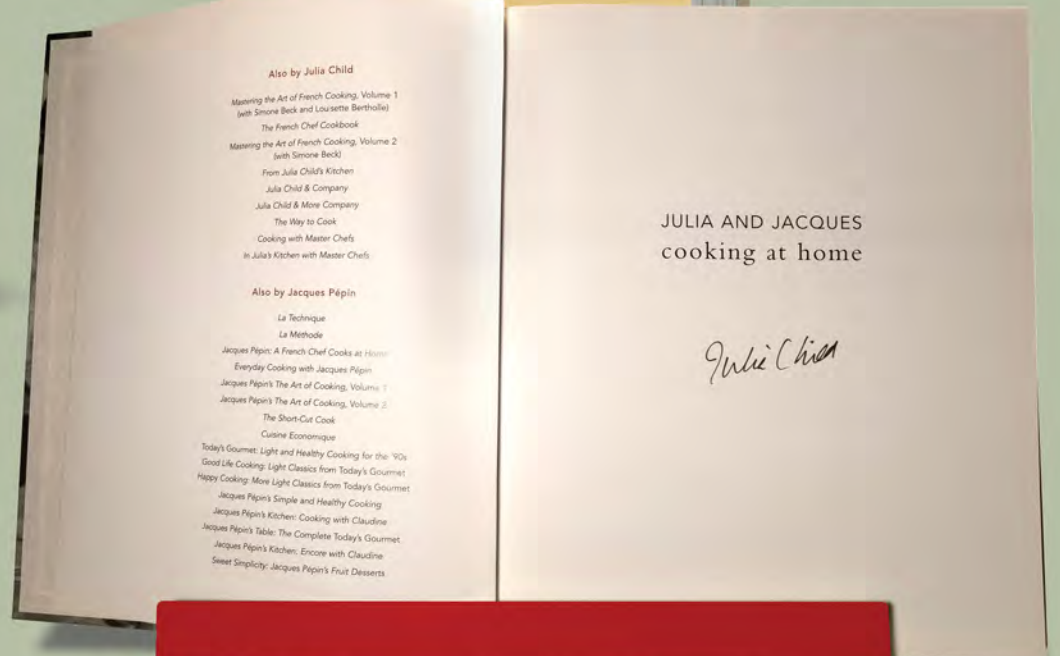 Also by Julia Child
Mastering the Art of French Cooking, Volume 1
(with Simone Beck and Louisette Bertholle)
The French Chef Cookbook
Mastering the Art of French Cooking, Volume 2
(with Simone Beck)
From Julia Child's Kitchen
Julia Child & Company
Julia Child & More Company
The Way to Cook
Cooking with Master Chefs
In Julia's Kitchen with Master Chefs
Also by Jacques Pépin
La Technique
La Méthode
Jacques Pépin: A French Chef Cooks at Home
Everyday Cooking with Jacques Pépin
Jacques Pépin's The Art of Cooking, Volume 1
Jacques Pépin's The Art of Cooking, Volume 2
The Short-Cut Cook
Cuisine Economique
Today's Gourmet: Light and Healthy Cooking for the '90s
Good Life Cooking: Light Classics from Today's Gourmet
Happy Cooking: More Light Classics from Today's Gourmet
Jacques Pépin's Simple and Healthy Cooking
Jacques Pépin's Kitchen: Cooking with Claudine
Jacques Pépin's Table: The Complete Today's Gourmet
Jacques Pépin's Kitchen: Encore with Claudine
Sweet Simplicity: Jacques Pépin's Fruit Desserts
JULIA AND JACQUES
cooking at home
Julia Child